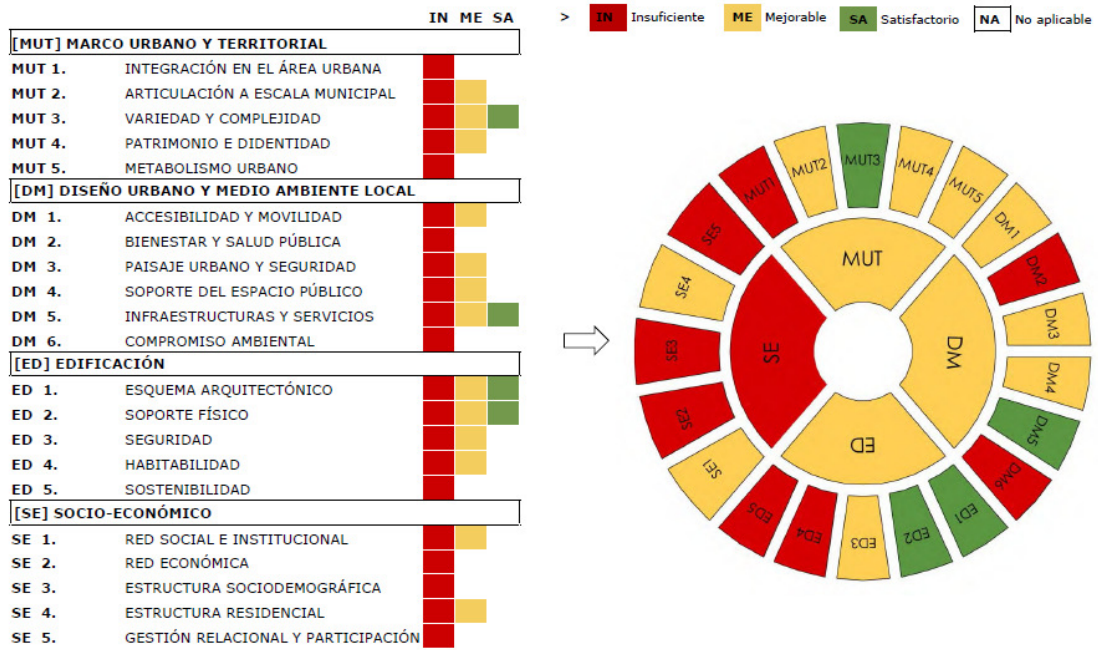 IN ME SA
[MUT] MARCO URBANO Y TERRITORIAL
MUT 1. INTEGRACIÓN EN EL ÁREA URBANA
MUT 2. ARTICULACIÓN A ESCALA MUNICIPAL
MUT 3. VARIEDAD Y COMPLEJIDAD
MUT 4. PATRIMONIO E DIDENTIDAD
MUT 5. METABOLISMO URBANO
[DM] DISEÑO URBANO Y MEDIO AMBIENTE LOCAL
DM 1. ACCESIBILIDAD Y MOVILIDAD
DM 2. BIENESTAR Y SALUD PÚBLICA
DM 3. PAISAJE URBANO Y SEGURIDAD
DM 4. SOPORTE DEL ESPACIO PÚBLICO
DM 5. INFRAESTRUCTURAS Y SERVICIOS
DM 6. COMPROMISO AMBIENTAL
[ED] EDIFICACIÓN
ED 1. ESQUEMA ARQUITECTÓNICO
ED 2. SOPORTE FÍSICO
ED 3. SEGURIDAD
ED 4. HABITABILIDAD
ED 5. SOSTENIBILIDAD
[SE] SOCIO-ECONÓMICO
SE 1. RED SOCIAL E INSTITUCIONAL
SE 2. RED ECONÓMICA
SE 3. ESTRUCTURA SOCIODEMOGRÁFICA
SE 4. ESTRUCTURA RESIDENCIAL
SE 5. GESTIÓN RELACIONAL Y PARTICIPACIÓN
> IN Insuficiente ME Mejorable SA Satisfactorio NA No aplicable
MUT1
MUT2
MUT3
MUT4
MUT5
DM1
DM2
DM3
DM4
DM5
DM6
ED1
ED2
ED3
ED4
ED5
SE1
SE2
SE3
SE4
SE5
MUT
DM
ED
SE